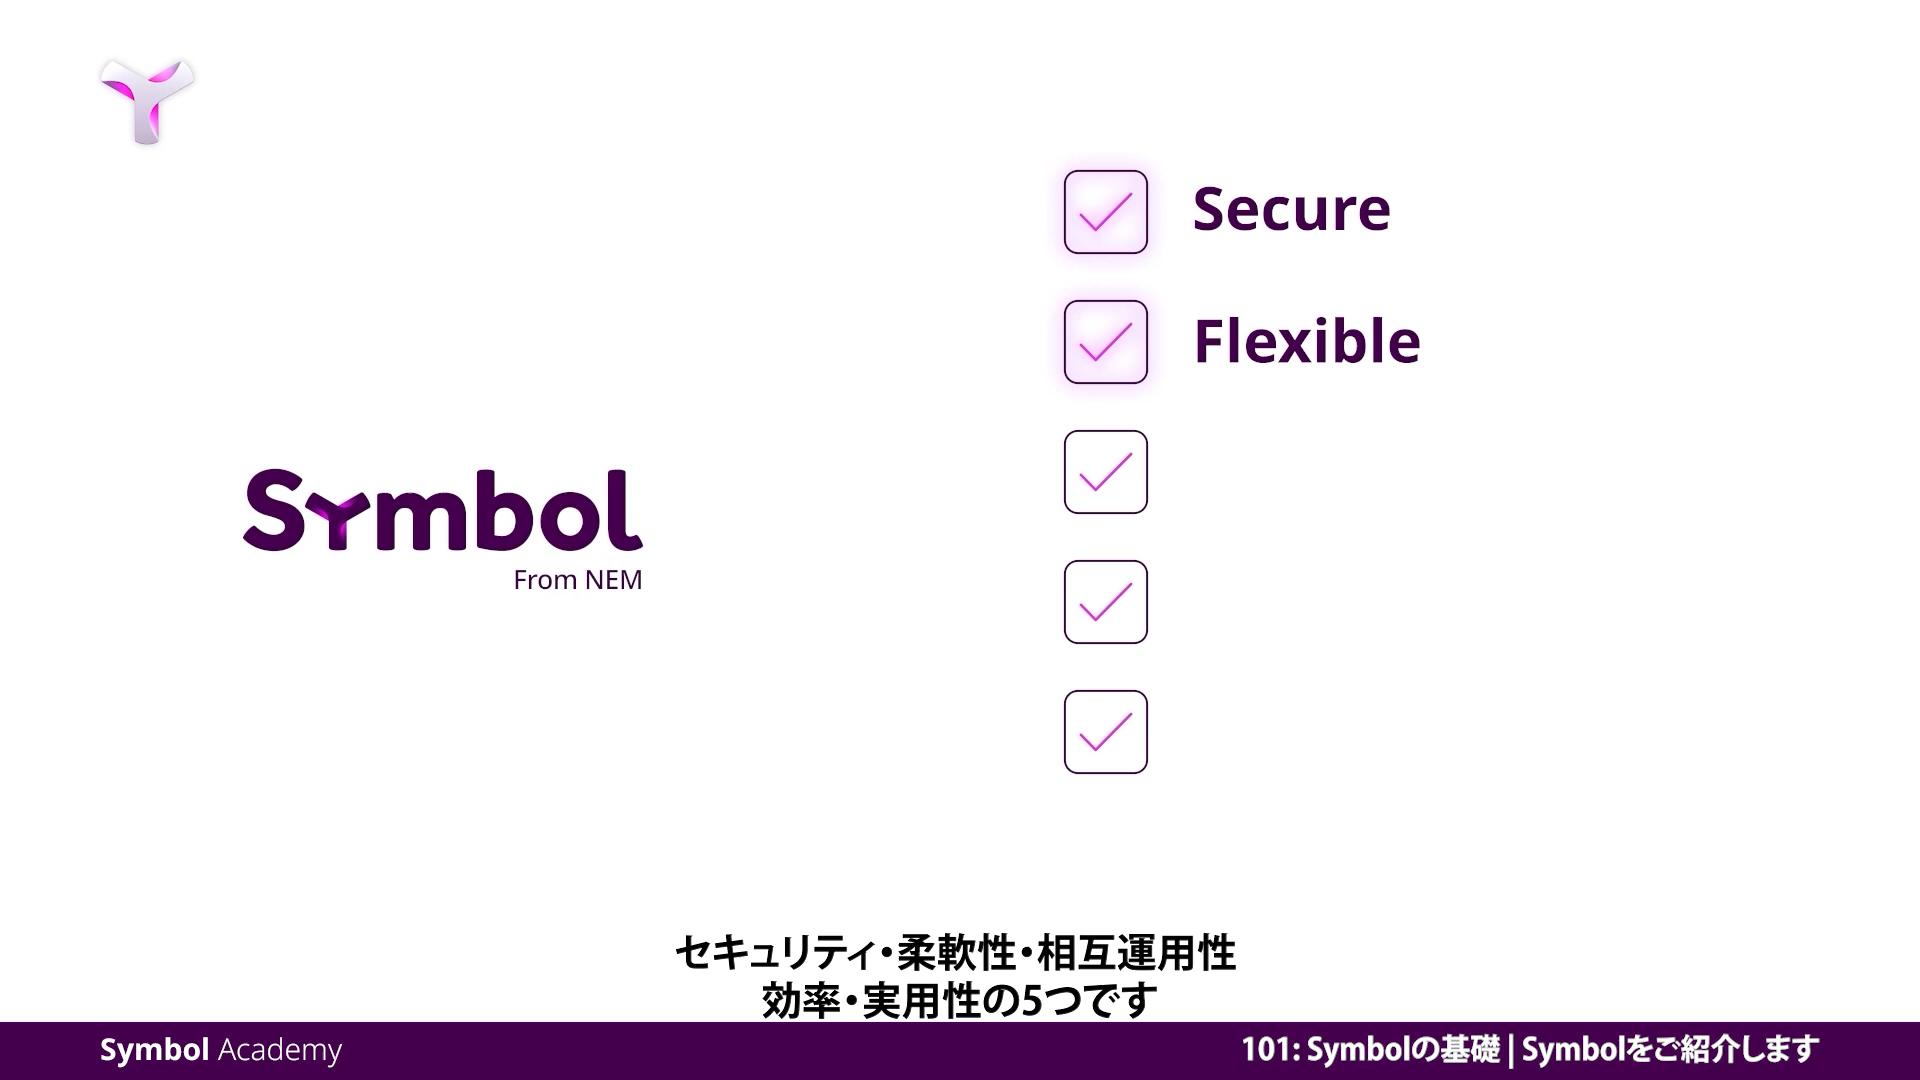 Secure
Flexible
Symbol
From NEM
セキュリティ・柔軟性・相互運用性
効率・実用性の5つです
Symbol Academy
101: Symbolの基礎 | Symbolをご紹介します